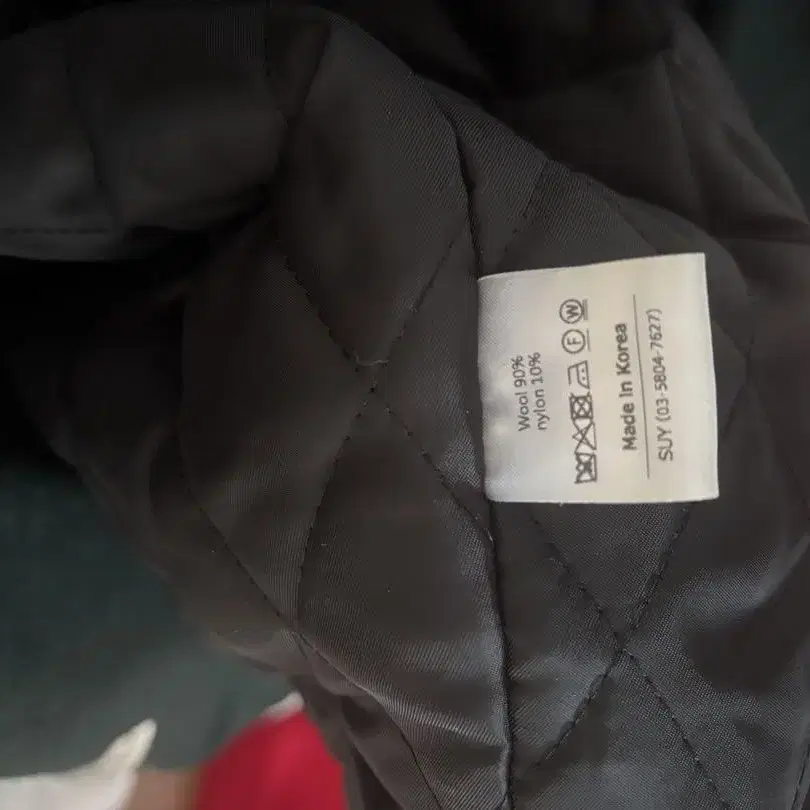 Wool 90%
nylon 10%
F W
Made In Korea
SUY (03-5804-7627)